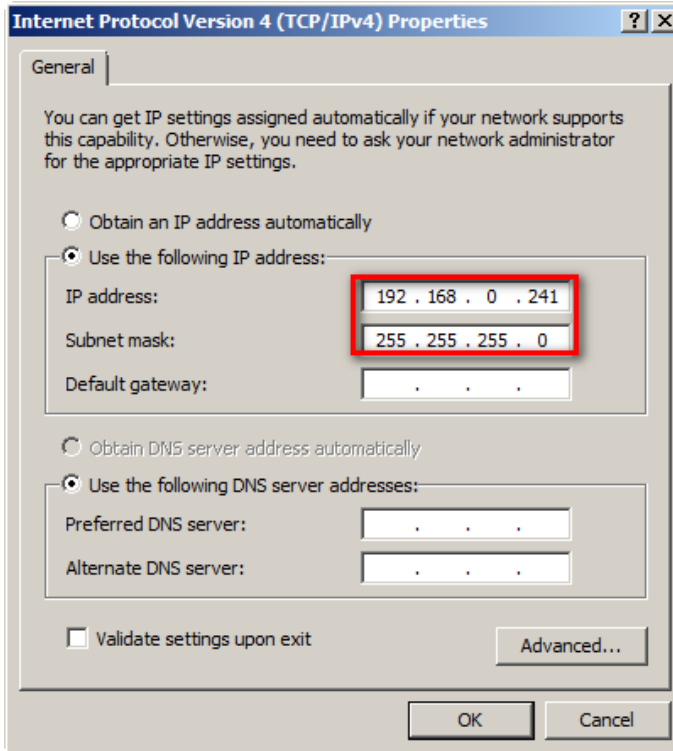 Internet Protocol Version 4 (TCP/IPv4) Properties ? X
General
You can get IP settings assigned automatically if your network supports
this capability. Otherwise, you need to ask your network administrator
for the appropriate IP settings.
Obtain an IP address automatically
Use the following IP address:
IP address: 192 . 168 . 0 . 241
Subnet mask: 255 . 255 . 255 . 0
Default gateway: . . .
Obtain DNS server address automatically
Use the following DNS server addresses:
Preferred DNS server: . . .
Alternate DNS server: . . .
Validate settings upon exit
Advanced...
OK Cancel